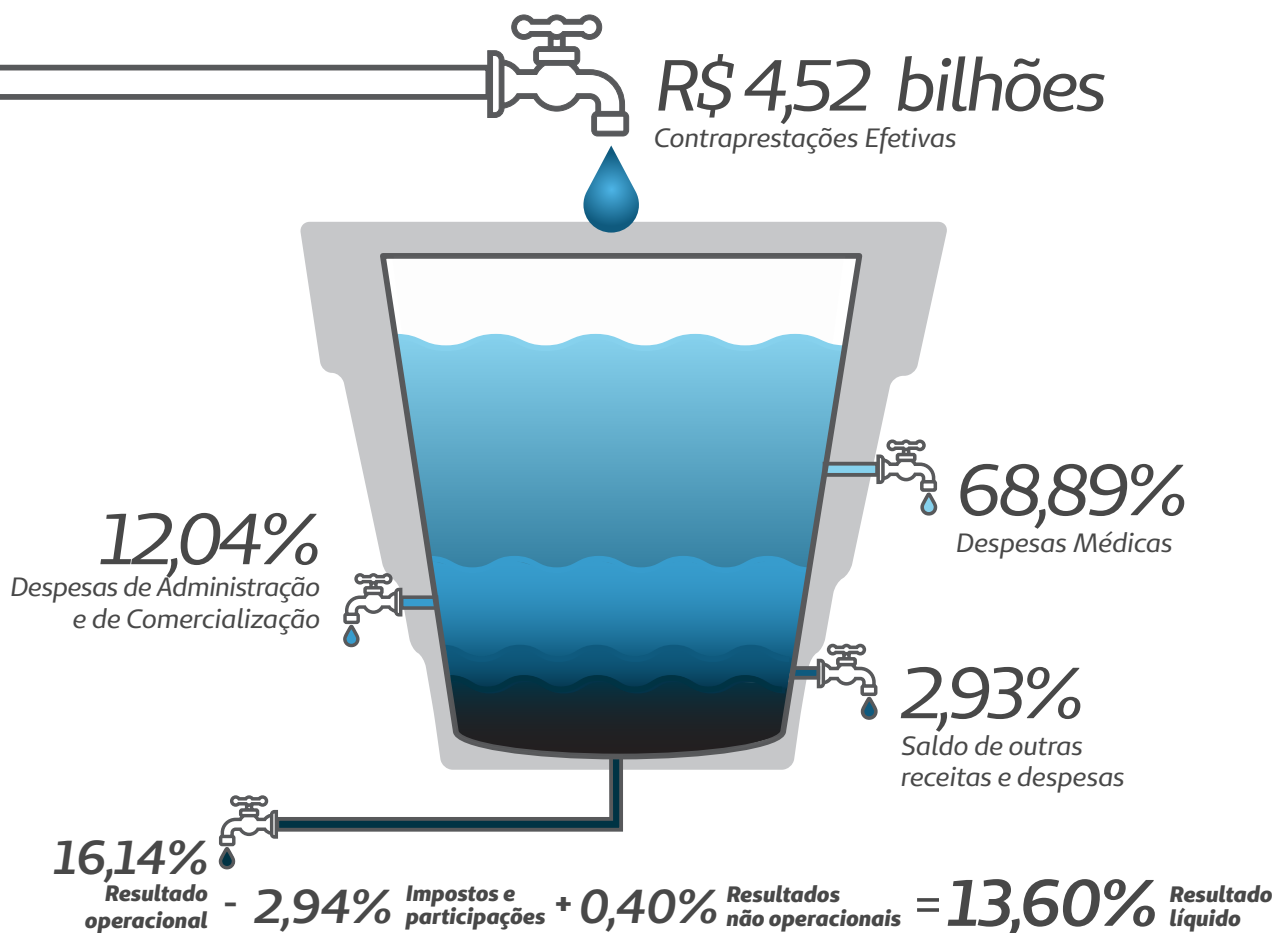 R$ 4,52 bilhões
Contraprestações Efetivas
68,89%
Despesas Médicas
12,04%
Despesas de Administração
e de Comercialização
2,93%
Saldo de outras
receitas e despesas
16,14%
Resultado
operacional
- 2,94%
Impostos e
participações
+ 0,40%
Resultados
não operacionais
= 13,60%
Resultado
líquido